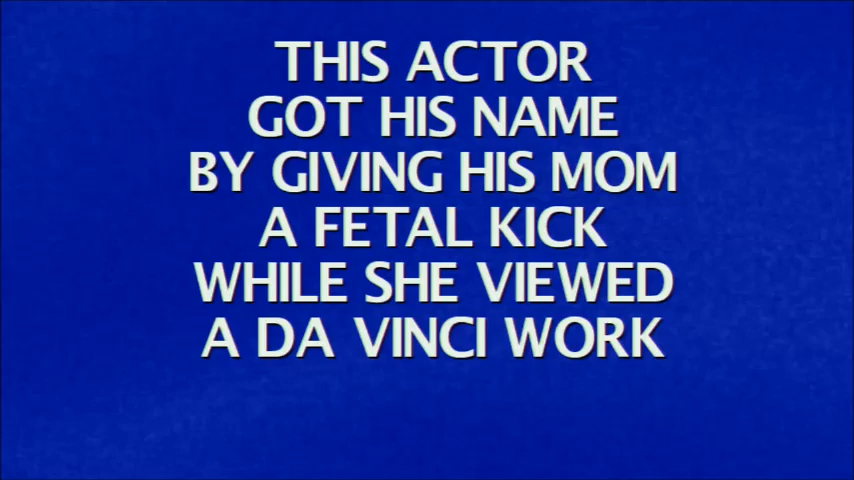 THIS ACTOR
GOT HIS NAME
BY GIVING HIS MOM
A FETAL KICK
WHILE SHE VIEWED
A DA VINCI WORK